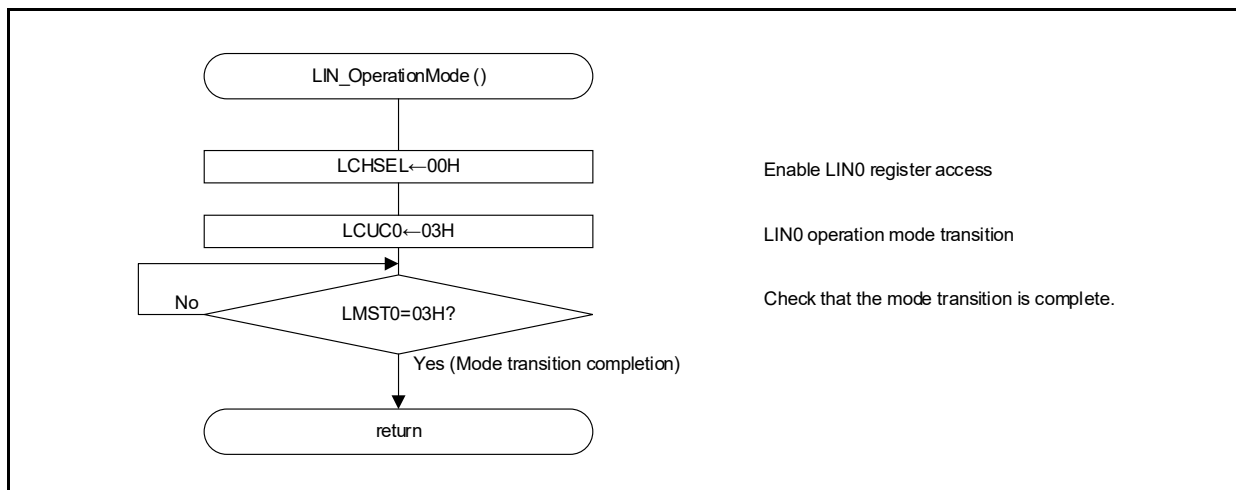 LIN_OperationMode ()
LCHSEL←00H
Enable LIN0 register access
LCUC0←03H
LIN0 operation mode transition
No
LMST0=03H?
Check that the mode transition is complete.
Yes (Mode transition completion)
return